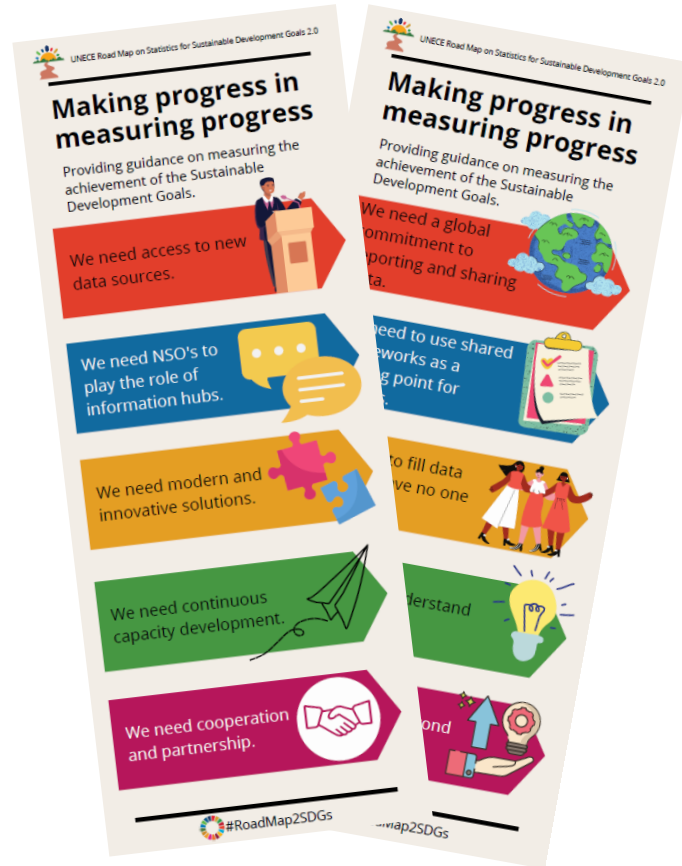 UNECE Road Map on Statistics for Sustainable Development Goals 2.0
Making progress in
measuring progress
Providing guidance on measuring the
achievement of the Sustainable
Development Goals.
We need access to new
data sources.
We need NSO's to
play the role of
information hubs.
We need modern and
innovative solutions.
We need continuous
capacity development.
We need cooperation
and partnership.
#RoadMap2SDGs
UNECE Road Map on Statistics for Sustainable Development Goals 2.0
Making progress in
measuring progress
Providing guidance on measuring the
achievement of the Sustainable
Development Goals.
We need a global
ommitment to
porting and sharing
ta.
need to use shared
eworks as a
g point for
to fill data
ve no one
derstand
ond
Map2SDGs